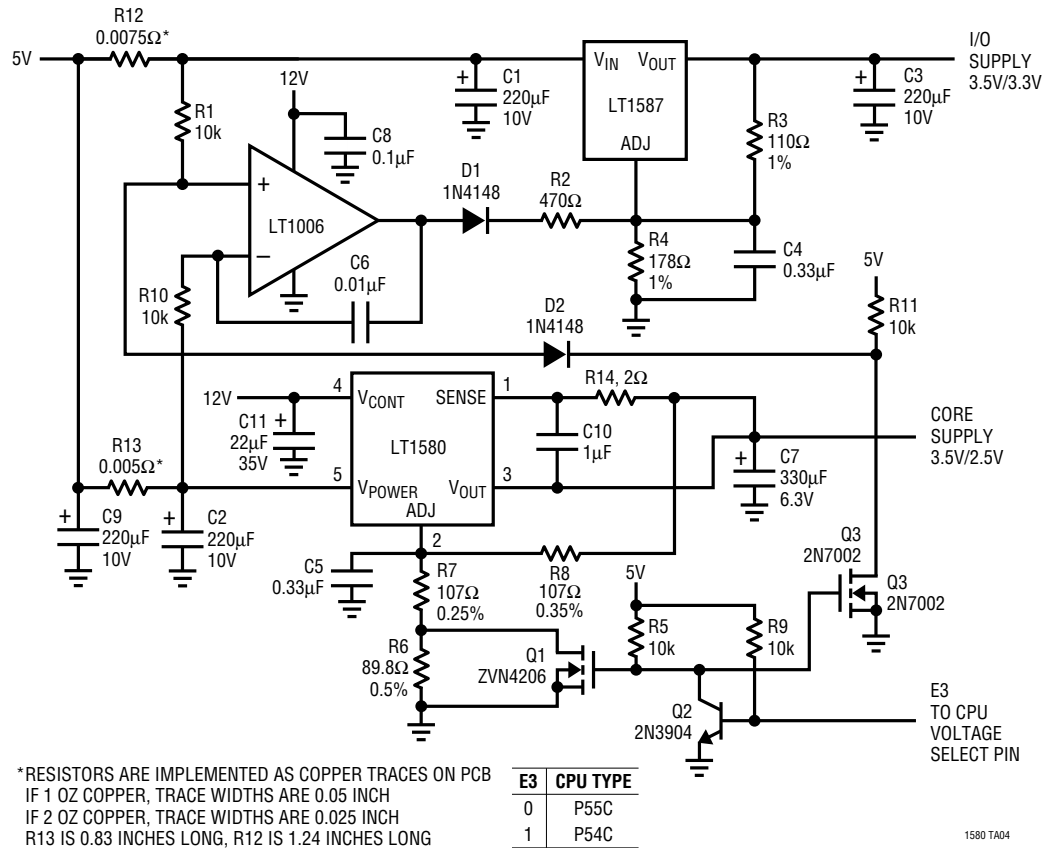 R12
0.0075Ω*
5V
R1
10k
12V
C8
0.1µF
+
C1
220µF
10V
VIN
VOUT
LT1587
ADJ
+
C3
220µF
10V
I/O
SUPPLY
3.5V/3.3V
R3
110Ω
1%
+
LT1006
−
D1
1N4148
R2
470Ω
R4
178Ω
1%
C4
0.33µF
C6
0.01µF
R10
10k
5V
R11
10k
D2
1N4148
12V
C11
22µF
35V
+
4
VCONT
SENSE
1
LT1580
5
VPOWER
VOUT
3
ADJ
2
R14, 2Ω
C10
1µF
CORE
SUPPLY
3.5V/2.5V
+
C7
330µF
6.3V
R13
0.005Ω*
+
C9
220µF
10V
+
C2
220µF
10V
C5
0.33µF
R7
107Ω
0.25%
R8
107Ω
0.35%
R6
89.8Ω
0.5%
Q1
ZVN4206
5V
R5
10k
R9
10k
Q3
2N7002
Q3
2N7002
Q2
2N3904
E3
TO CPU
VOLTAGE
SELECT PIN
*RESISTORS ARE IMPLEMENTED AS COPPER TRACES ON PCB
IF 1 OZ COPPER, TRACE WIDTHS ARE 0.05 INCH
IF 2 OZ COPPER, TRACE WIDTHS ARE 0.025 INCH
R13 IS 0.83 INCHES LONG, R12 IS 1.24 INCHES LONG
E3 CPU TYPE
0 P55C
1 P54C
1580 TA04